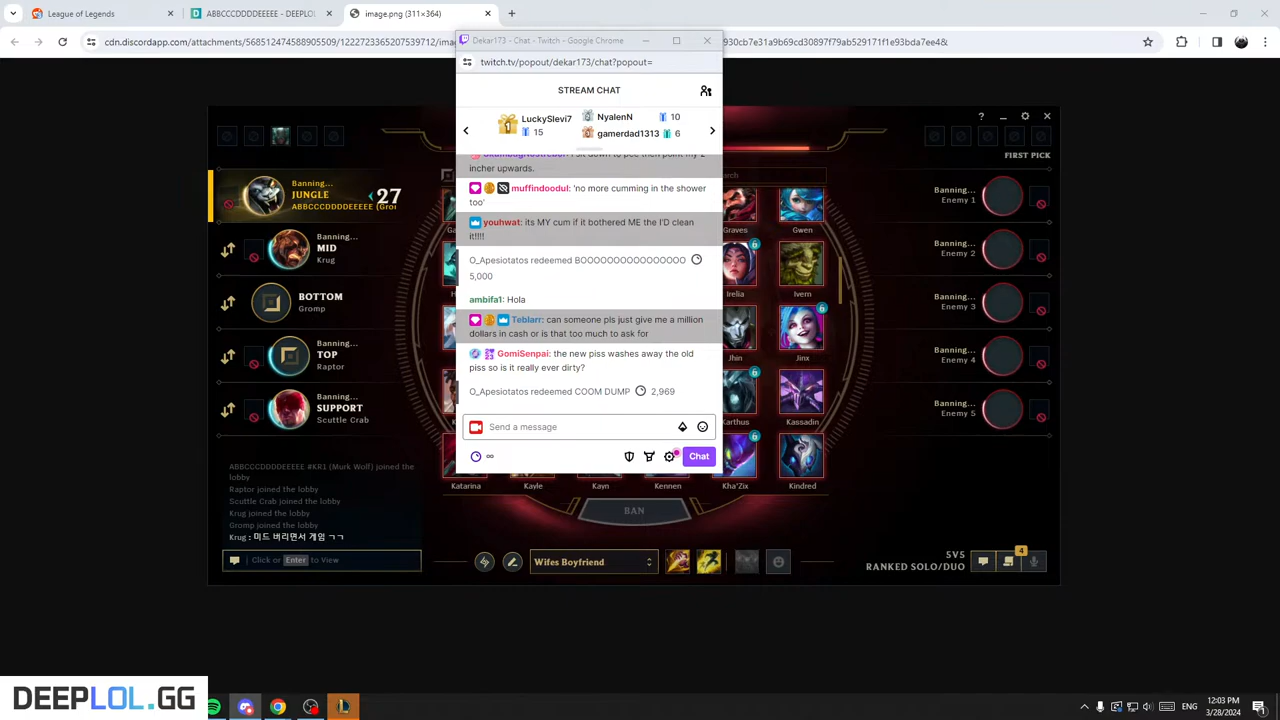 League of Legends
ABBCCCDDDDEEEEE - DEEPLOL
image.png (311×364)
Dekar173 - Chat - Twitch - Google Chrome
twitch.tv/popout/dekar173/chat?popout=
STREAM CHAT
LuckySlevi7
15
NyalenN
10
gamerdad1313
6
incher upwards.
muffindoodul: 'no more cumming in the shower
too'
youhwat: its MY cum if it bothered ME the I'D clean
it!!!!
O_Apesiotatos redeemed BOOOOOOOOOOOOOOOO
5,000
ambifa1: Hola
Teblarr: can someone pls just give me a million
dollars in cash or is that too much to ask for
GomiSenpai: the new piss washes away the old
piss so is it really ever dirty?
O_Apesiotatos redeemed COOM DUMP 2,969
Send a message
Chat
Banning...
JUNGLE
27
Banning...
MID
Krug
BOTTOM
Gromp
Banning...
TOP
Raptor
Banning...
SUPPORT
Scuttle Crab
ABBCCCDDDDEEEEE #KR1 (Murk Wolf) joined the
lobby
Raptor joined the lobby
Scuttle Crab joined the lobby
Krug joined the lobby
Gromp joined the lobby
Krug : 미드 버리면서 게임 ㄱㄱ
Click or Enter to View
Graves
Gwen
6
Irelia
Ivern
6
Jhin
Jinx
6
Karthus
Kassadin
6
Katarina
Kayle
Kayn
Kennen
Kha'Zix
Kindred
BAN
Wifes Boyfriend
FIRST PICK
Banning...
Enemy 1
Banning...
Enemy 2
Banning...
Enemy 3
Banning...
Enemy 4
Banning...
Enemy 5
5V5
RANKED SOLO/DUO
4
DEEPLOL.GG
ENG
12:03 PM
3/28/2024